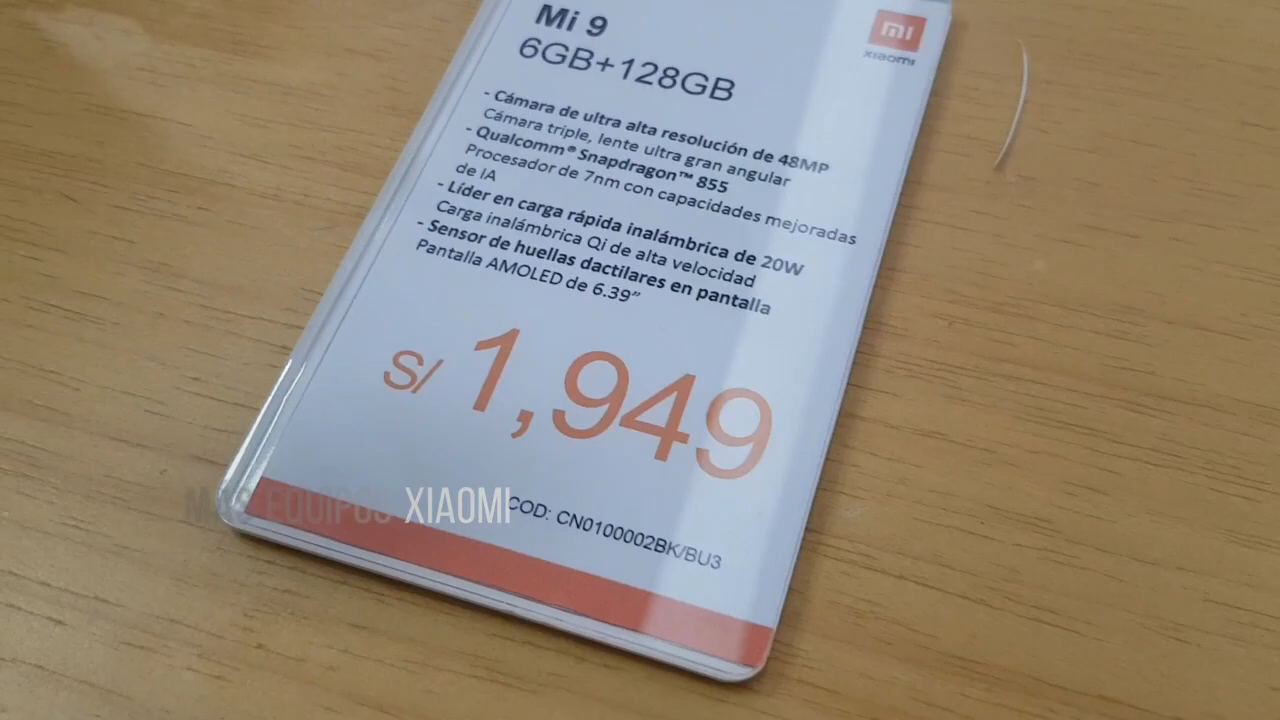 Mi 9
mi
xiaomi
6GB+128GB
- Cámara de ultra alta resolución de 48MP
Cámara triple, lente ultra gran angular
- Qualcomm® Snapdragon™ 855
Procesador de 7nm con capacidades mejoradas
de IA
- Líder en carga rápida inalámbrica de 20W
Carga inalámbrica Qi de alta velocidad
- Sensor de huellas dactilares en pantalla
Pantalla AMOLED de 6.39”
S/ 1,949
MAS EQUIPOS XIAOMI
COD: CN0100002BK/BU3